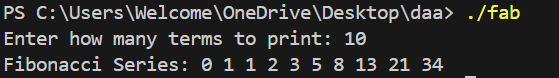 PS C:\Users\Welcome\OneDrive\Desktop\daa> ./fab
Enter how many terms to print: 10
Fibonacci Series: 0 1 1 2 3 5 8 13 21 34